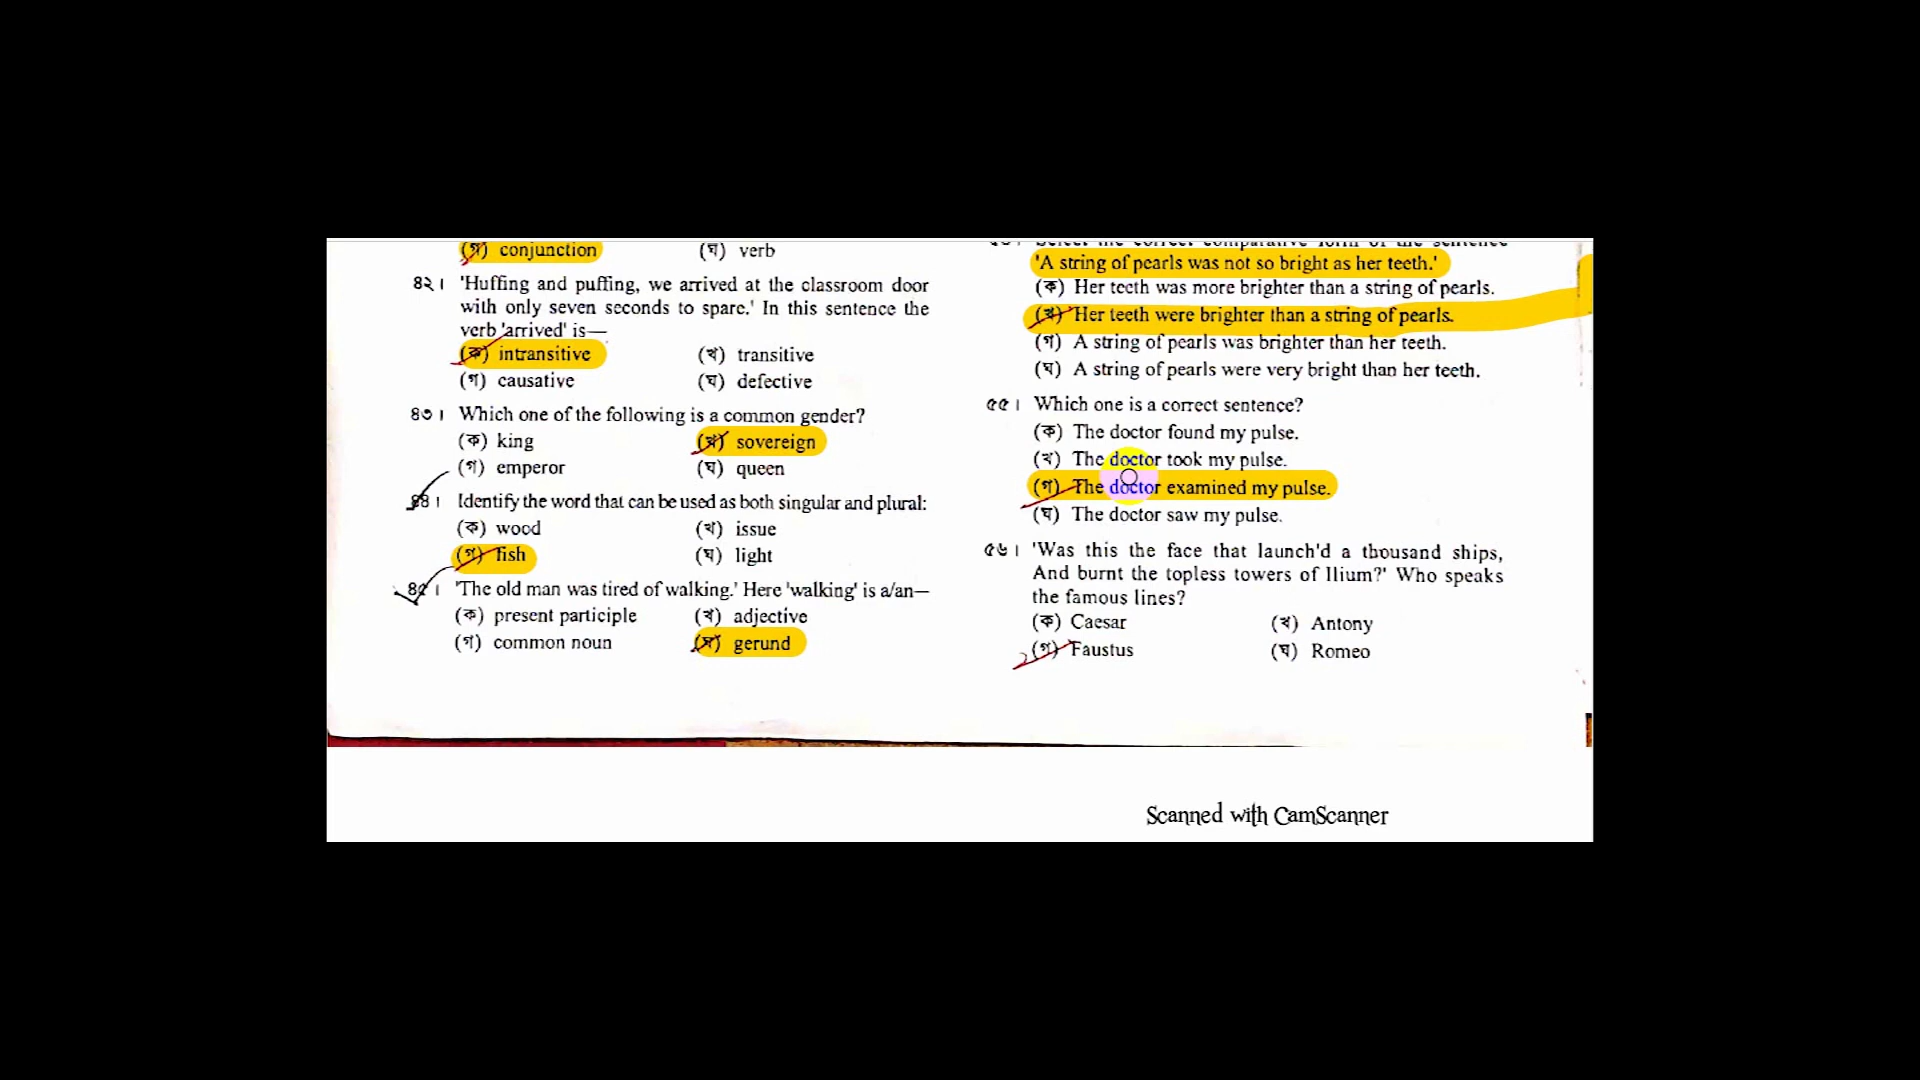 (গ) conjunction (ঘ) verb
৪২। 'Huffing and puffing, we arrived at the classroom door
with only seven seconds to spare.' In this sentence the
verb 'arrived' is—
(ক) intransitive (খ) transitive
(গ) causative (ঘ) defective
৪৩। Which one of the following is a common gender?
(ক) king (খ) sovereign
(গ) emperor (ঘ) queen
৪৪। Identify the word that can be used as both singular and plural:
(ক) wood (খ) issue
(গ) fish (ঘ) light
৪৫। 'The old man was tired of walking.' Here 'walking' is a/an—
(ক) present participle (খ) adjective
(গ) common noun (ঘ) gerund
Select the correct comparative form of the sentence
'A string of pearls was not so bright as her teeth.'
(ক) Her teeth was more brighter than a string of pearls.
(খ) Her teeth were brighter than a string of pearls.
(গ) A string of pearls was brighter than her teeth.
(ঘ) A string of pearls were very bright than her teeth.
৫৫। Which one is a correct sentence?
(ক) The doctor found my pulse.
(খ) The doctor took my pulse.
(গ) The doctor examined my pulse.
(ঘ) The doctor saw my pulse.
৫৬। 'Was this the face that launch'd a thousand ships,
And burnt the topless towers of Ilium?' Who speaks
the famous lines?
(ক) Caesar (খ) Antony
(গ) Faustus (ঘ) Romeo
Scanned with CamScanner